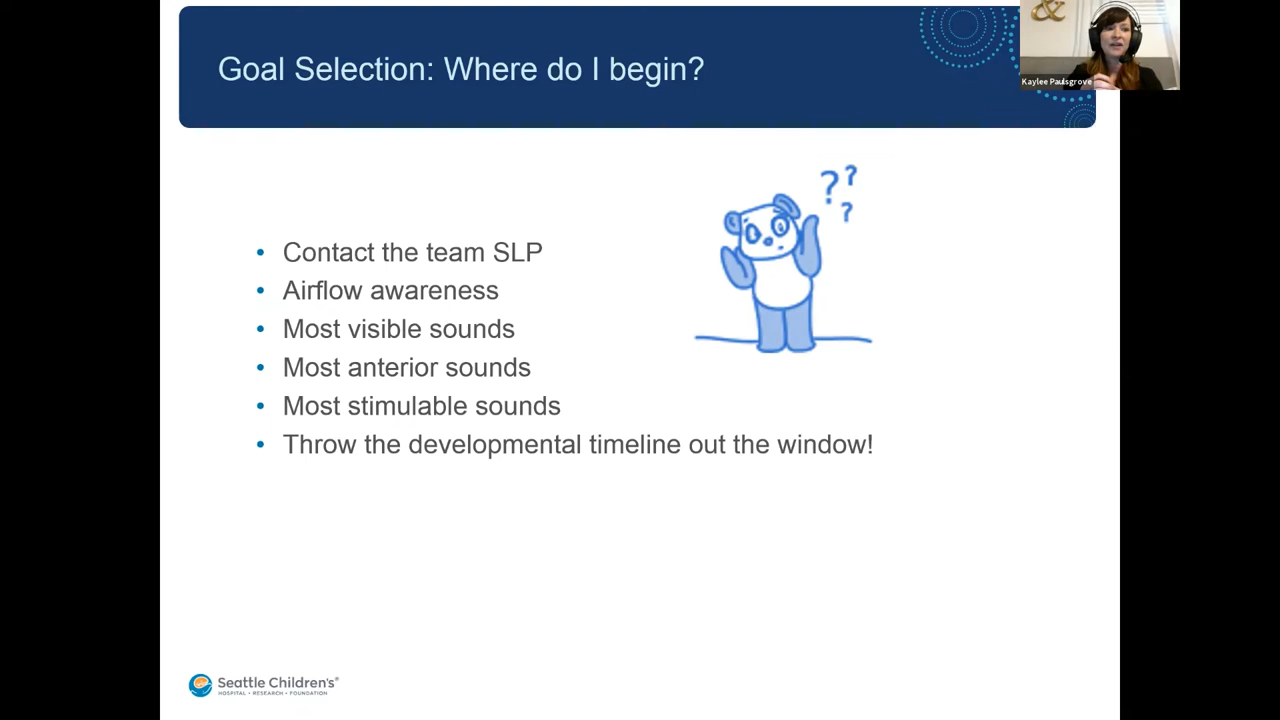 Goal Selection: Where do I begin?
&
Kaylee Paulsgrove
? ?
?
• Contact the team SLP
• Airflow awareness
• Most visible sounds
• Most anterior sounds
• Most stimulable sounds
• Throw the developmental timeline out the window!
Seattle Children's®
HOSPITAL • RESEARCH • FOUNDATION